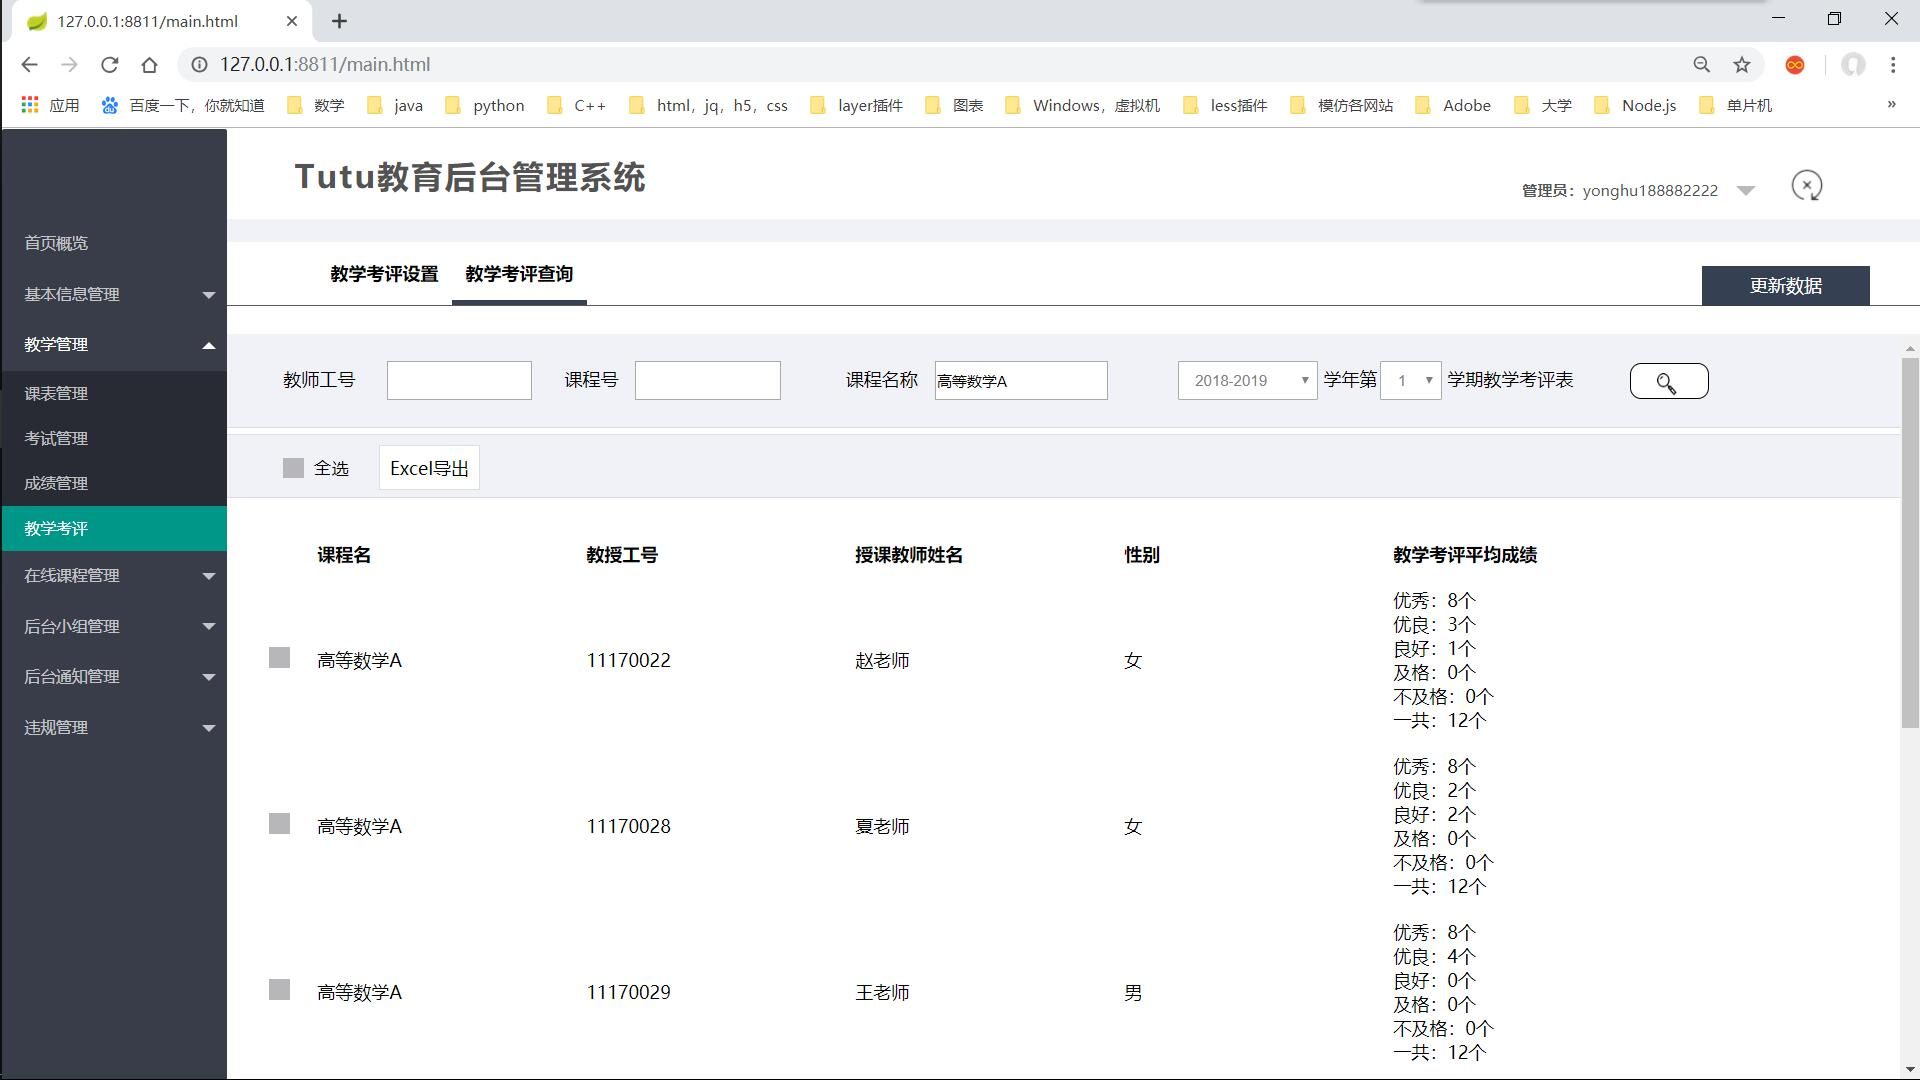 127.0.0.1:8811/main.html
127.0.0.1:8811/main.html
应用 百度一下，你就知道 数学 java python C++ html，jq，h5，css layer插件 图表 Windows，虚拟机 less插件 模仿各网站 Adobe 大学 Node.js 单片机 »
Tutu教育后台管理系统
管理员：yonghu188882222
首页概览
基本信息管理
教学管理
课表管理
考试管理
成绩管理
教学考评
在线课程管理
后台小组管理
后台通知管理
违规管理
教学考评设置 教学考评查询 更新数据
教师工号 课程号 课程名称 高等数学A 2018-2019 学年第 1 学期教学考评表
全选 Excel导出
课程名 教授工号 授课教师姓名 性别 教学考评平均成绩
高等数学A 11170022 赵老师 女
优秀：8个
优良：3个
良好：1个
及格：0个
不及格：0个
一共：12个
高等数学A 11170028 夏老师 女
优秀：8个
优良：2个
良好：2个
及格：0个
不及格：0个
一共：12个
高等数学A 11170029 王老师 男
优秀：8个
优良：4个
良好：0个
及格：0个
不及格：0个
一共：12个